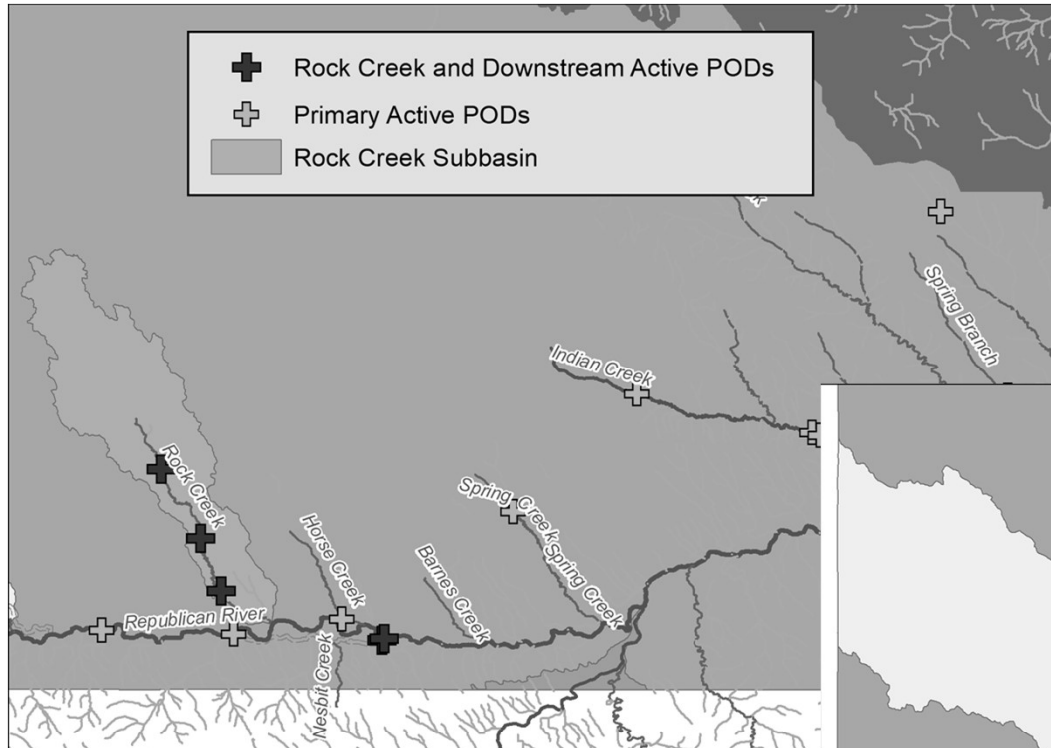 Rock Creek and Downstream Active PODs
Primary Active PODs
Rock Creek Subbasin
Spring Branch
Indian Creek
Rock Creek
Spring Creek
Horse Creek
Spring Creek
Barnes Creek
Republican River
Nesbit Creek